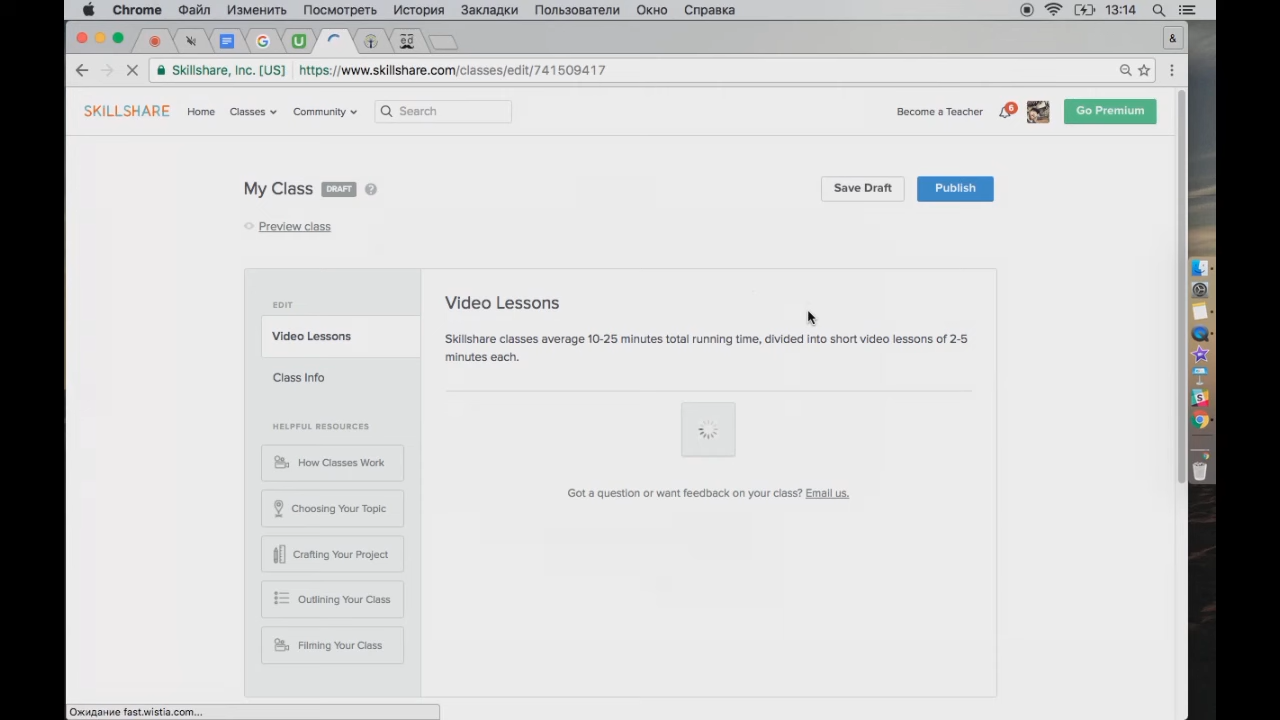 Chrome Файл Изменить Посмотреть История Закладки Пользователи Окно Справка 13:14
Skillshare, Inc. [US] https://www.skillshare.com/classes/edit/741509417
SKILLSHARE Home Classes Community Search Become a Teacher 6 Go Premium
My Class DRAFT ? Save Draft Publish
Preview class
EDIT
Video Lessons
Class Info
HELPFUL RESOURCES
How Classes Work
Choosing Your Topic
Crafting Your Project
Outlining Your Class
Filming Your Class
Video Lessons
Skillshare classes average 10-25 minutes total running time, divided into short video lessons of 2-5
minutes each.
Got a question or want feedback on your class? Email us.
Ожидание fast.wistia.com...